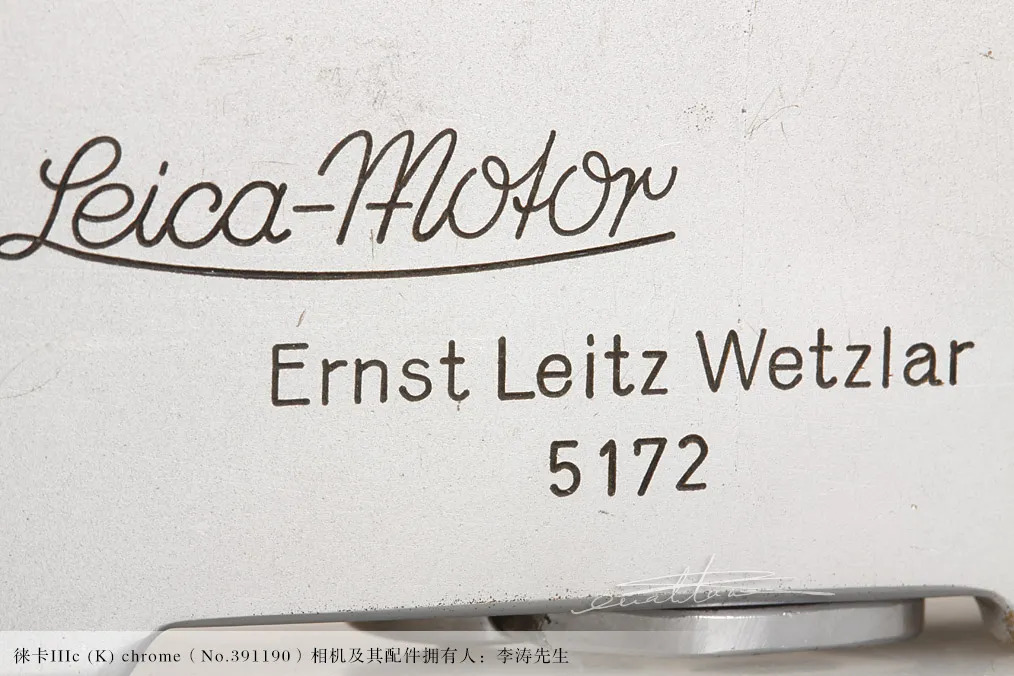 Leica-Motor
Ernst Leitz Wetzlar
5172
徕卡IIIc (K) chrome（No.391190）相机及其配件拥有人：李涛先生